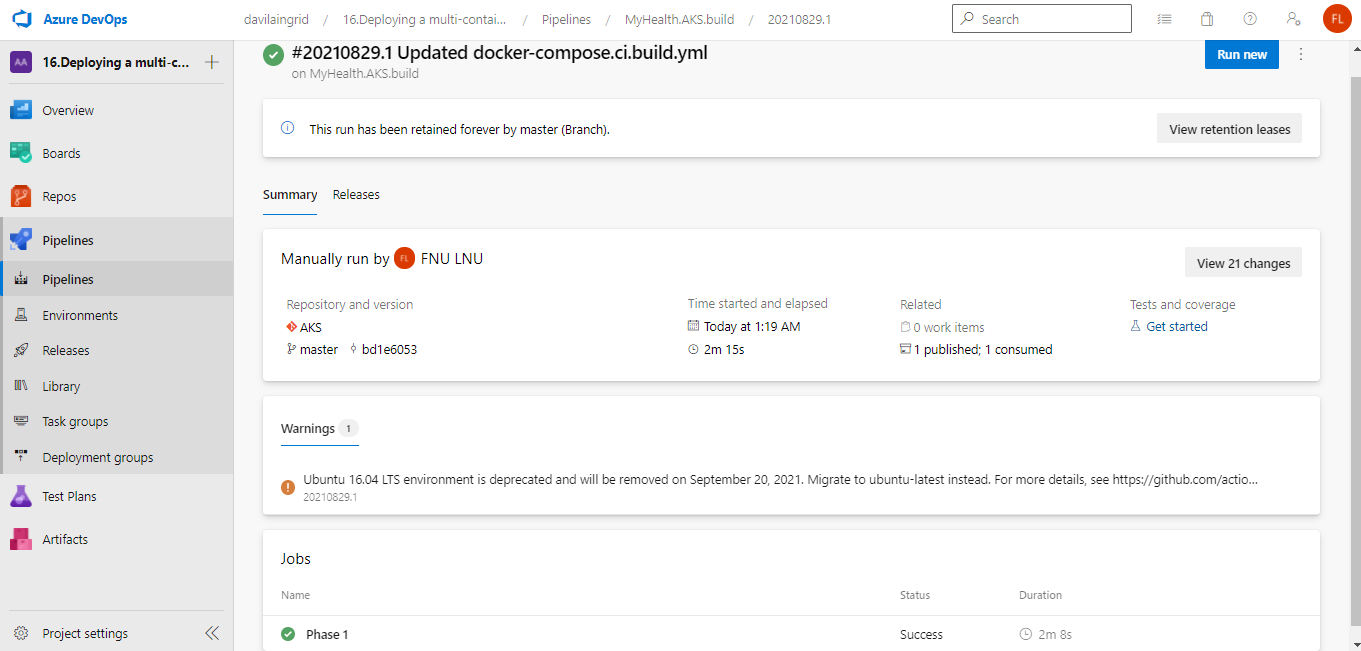 Azure DevOps
davilaingrid / 16.Deploying a multi-contai... / Pipelines / MyHealth.AKS.build / 20210829.1
Search
FL
AA 16.Deploying a multi-c...
Overview
Boards
Repos
Pipelines
Pipelines
Environments
Releases
Library
Task groups
Deployment groups
Test Plans
Artifacts
Project settings
#20210829.1 Updated docker-compose.ci.build.yml
on MyHealth.AKS.build
Run new
This run has been retained forever by master (Branch).
View retention leases
Summary Releases
Manually run by FL FNU LNU
View 21 changes
Repository and version
AKS
master bd1e6053
Time started and elapsed
Today at 1:19 AM
2m 15s
Related
0 work items
1 published; 1 consumed
Tests and coverage
Get started
Warnings 1
Ubuntu 16.04 LTS environment is deprecated and will be removed on September 20, 2021. Migrate to ubuntu-latest instead. For more details, see https://github.com/actio...
20210829.1
Jobs
Name Status Duration
Phase 1 Success 2m 8s